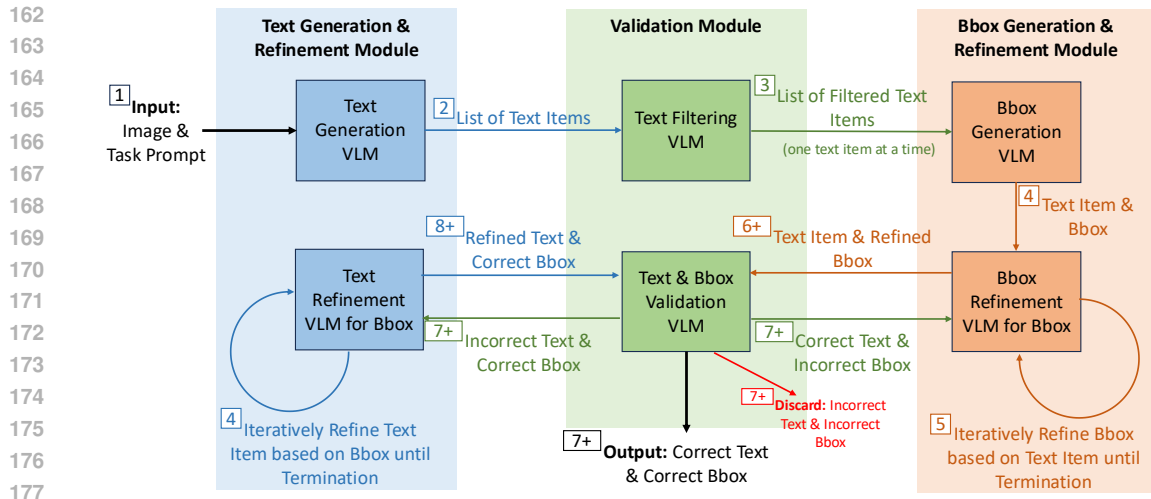 162
163
164
165
166
167
168
169
170
171
172
173
174
175
176
177
Text Generation &
Refinement Module
Validation Module
Bbox Generation &
Refinement Module
1 Input:
Image &
Task Prompt
Text
Generation
VLM
2 List of Text Items
Text Filtering
VLM
3 List of Filtered Text
Items
(one text item at a time)
Bbox
Generation
VLM
4 Text Item &
Bbox
8+ Refined Text &
Correct Bbox
6+ Text Item & Refined
Bbox
Text
Refinement
VLM for Bbox
Text & Bbox
Validation
VLM
Bbox
Refinement
VLM for Bbox
7+ Incorrect Text &
Correct Bbox
7+ Correct Text &
Incorrect Bbox
7+ Discard: Incorrect
Text & Incorrect
Bbox
4 Iteratively Refine Text
Item based on Bbox until
Termination
7+ Output: Correct Text
& Correct Bbox
5 Iteratively Refine Bbox
based on Text Item until
Termination